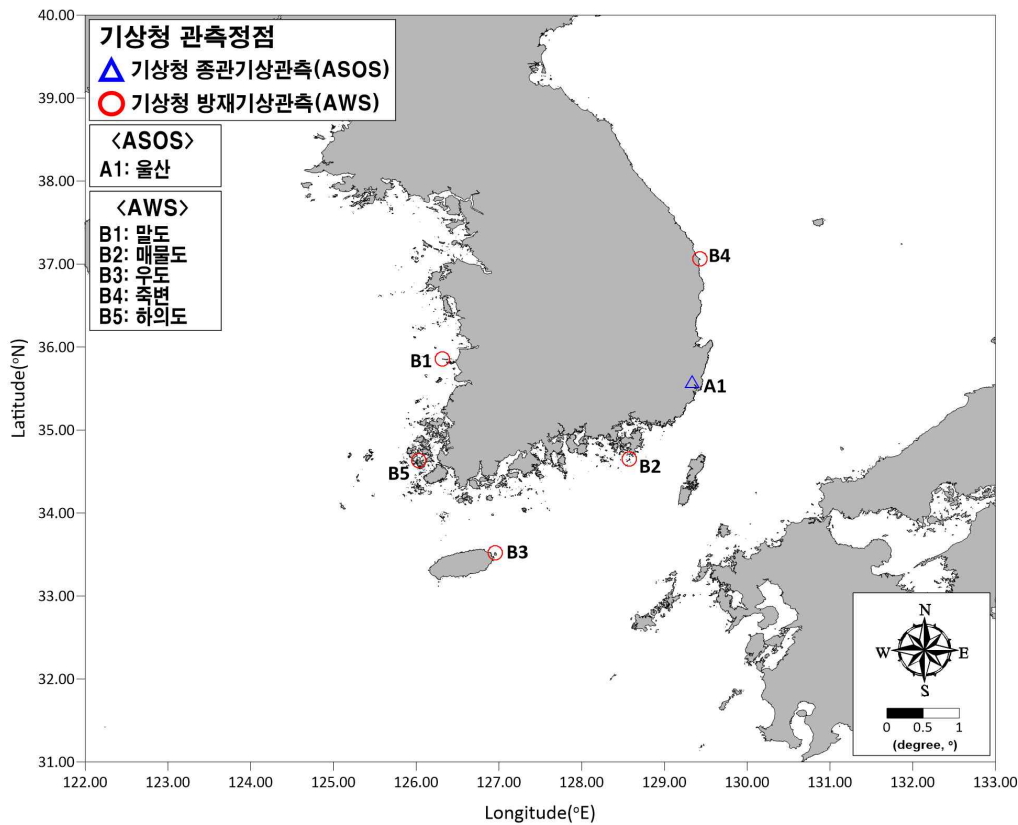 기상청 관측정점
기상청 종관기상관측(ASOS)
기상청 방재기상관측(AWS)
<ASOS>
A1: 울산
<AWS>
B1: 말도
B2: 매물도
B3: 우도
B4: 죽변
B5: 하의도
40.00
39.00
38.00
37.00
36.00
35.00
34.00
33.00
32.00
31.00
Latitude(°N)
B4
B1
A1
B5
B2
B3
N
W
E
S
0 0.5 1
(degree, °)
122.00 123.00 124.00 125.00 126.00 127.00 128.00 129.00 130.00 131.00 132.00 133.00
Longitude(°E)